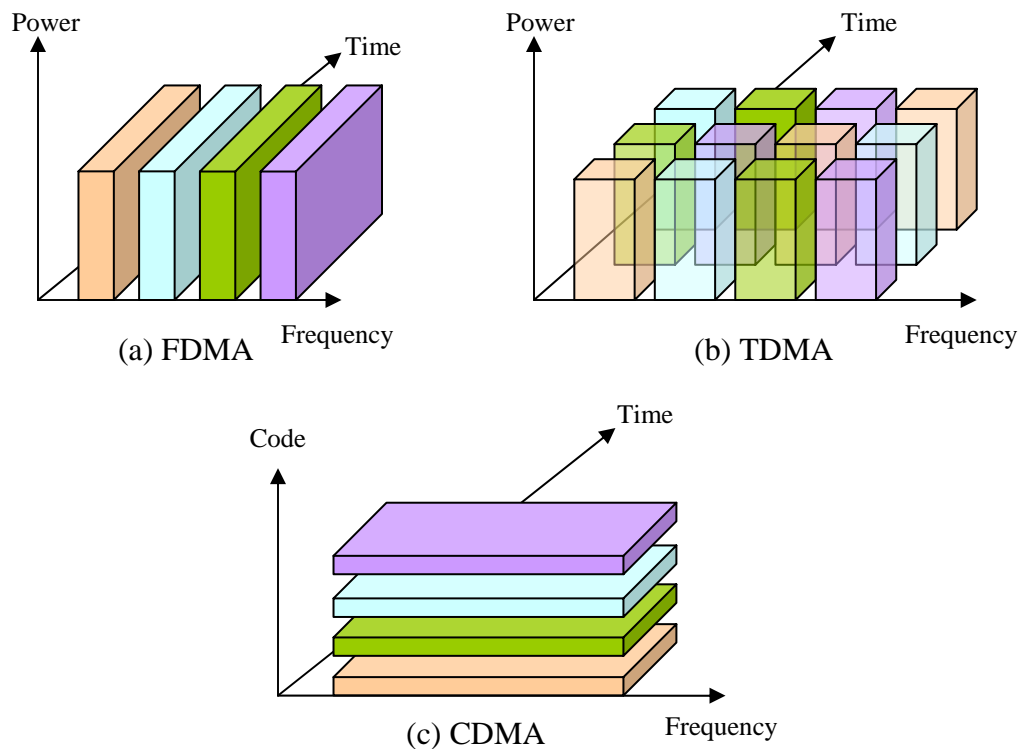 Power
Time
Frequency
(a) FDMA
Power
Time
Frequency
(b) TDMA
Code
Time
Frequency
(c) CDMA